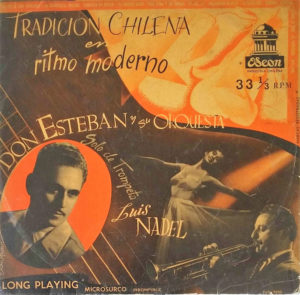 TRADICION CHILENA
en
ritmo moderno
Odeon
33 1/3 RPM
DON ESTEBAN y su ORQUESTA
Solo de Trompeta
Luis
NADEL
LONG PLAYING MICROSURCO